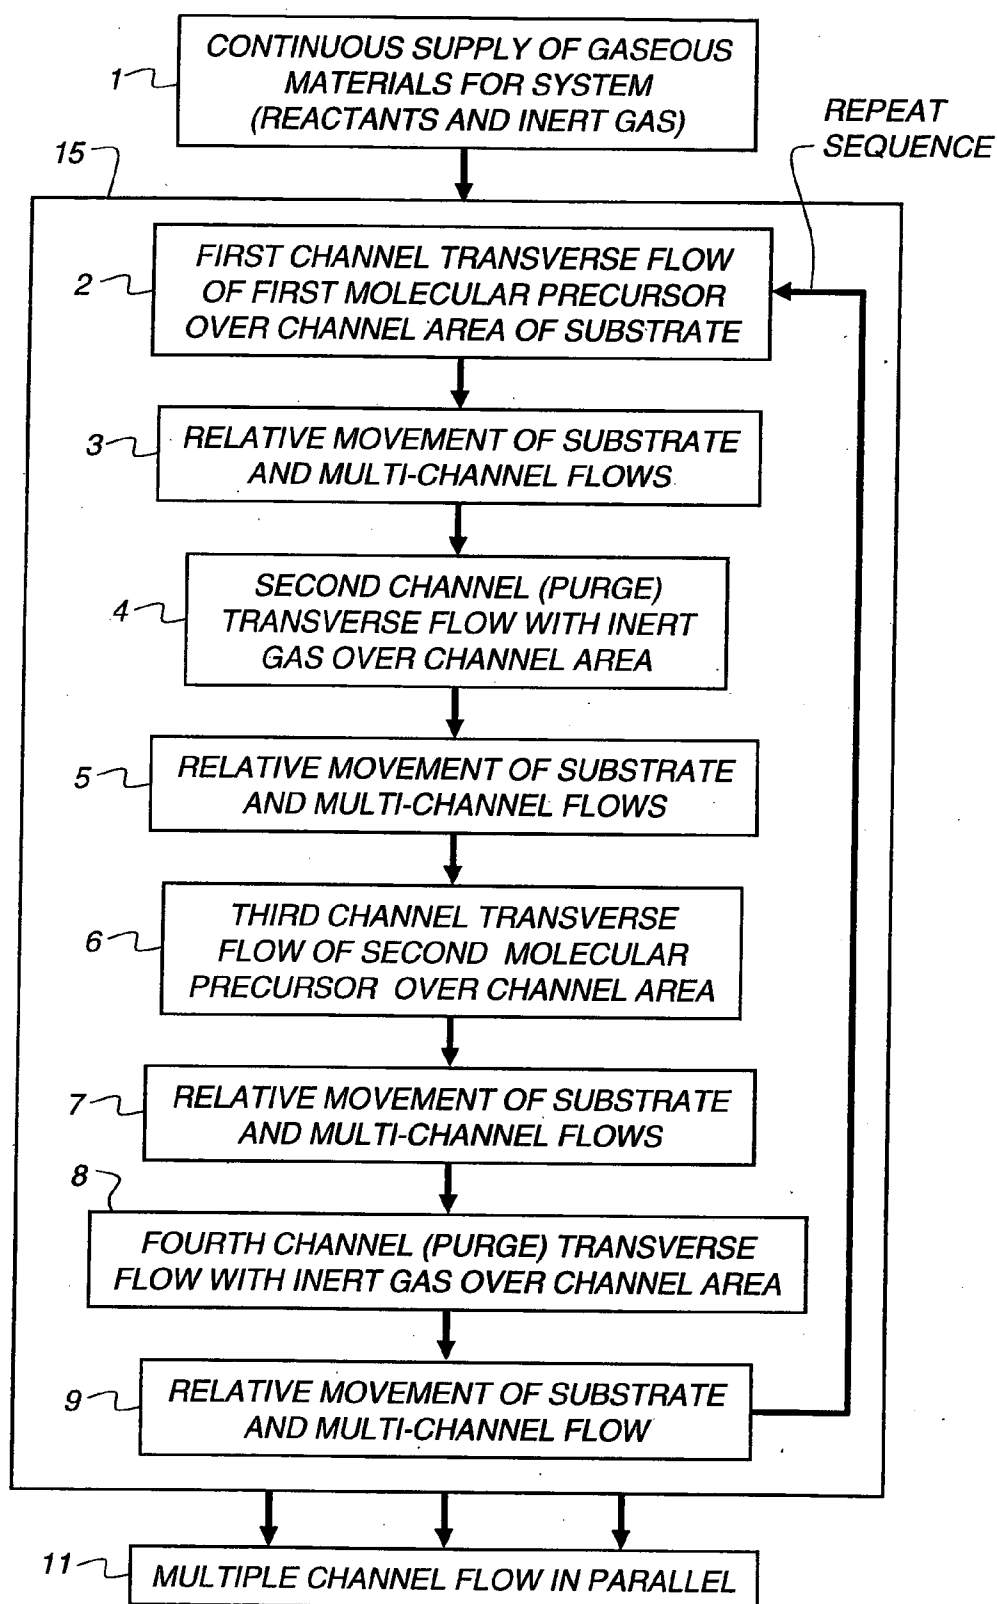 CONTINUOUS SUPPLY OF GASEOUS
MATERIALS FOR SYSTEM
(REACTANTS AND INERT GAS)
1
REPEAT
SEQUENCE
15
FIRST CHANNEL TRANSVERSE FLOW
OF FIRST MOLECULAR PRECURSOR
OVER CHANNEL AREA OF SUBSTRATE
2
RELATIVE MOVEMENT OF SUBSTRATE
AND MULTI-CHANNEL FLOWS
3
SECOND CHANNEL (PURGE)
TRANSVERSE FLOW WITH INERT
GAS OVER CHANNEL AREA
4
RELATIVE MOVEMENT OF SUBSTRATE
AND MULTI-CHANNEL FLOWS
5
THIRD CHANNEL TRANSVERSE
FLOW OF SECOND MOLECULAR
PRECURSOR OVER CHANNEL AREA
6
RELATIVE MOVEMENT OF SUBSTRATE
AND MULTI-CHANNEL FLOWS
7
8
FOURTH CHANNEL (PURGE) TRANSVERSE
FLOW WITH INERT GAS OVER CHANNEL AREA
RELATIVE MOVEMENT OF SUBSTRATE
AND MULTI-CHANNEL FLOW
9
11
MULTIPLE CHANNEL FLOW IN PARALLEL